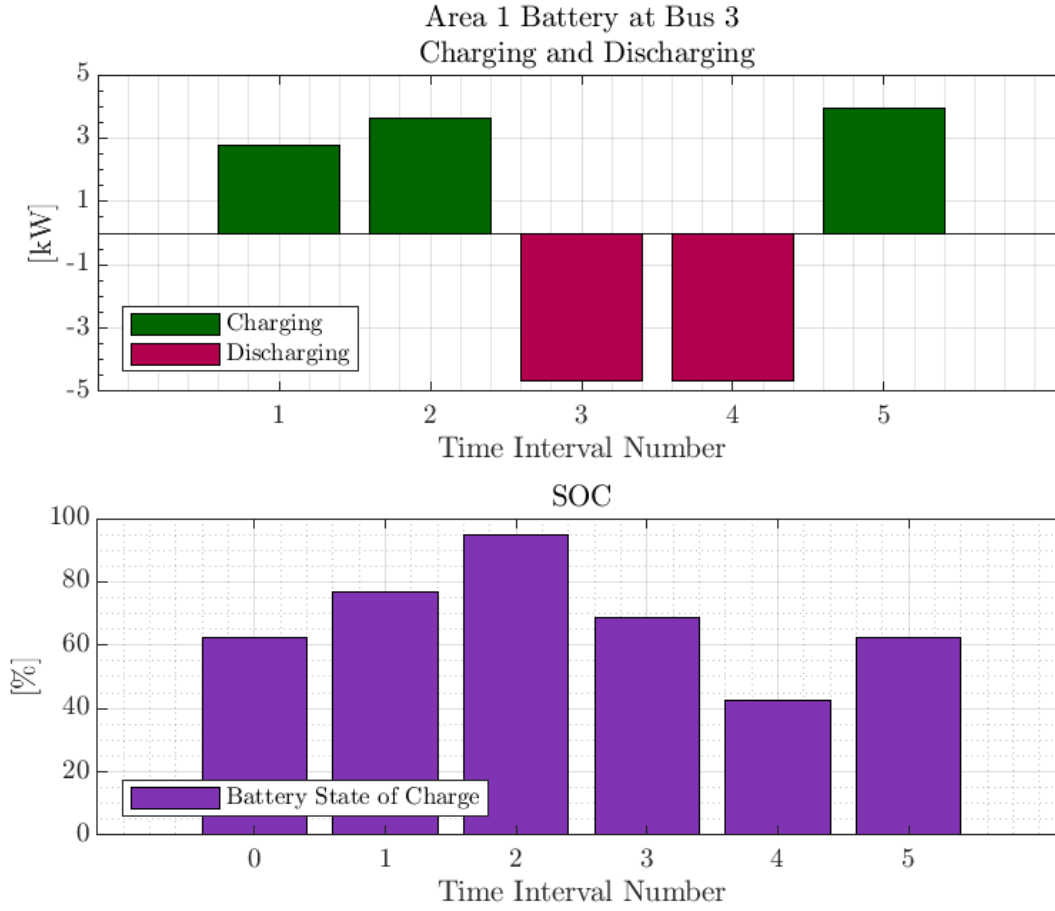 Area 1 Battery at Bus 3
Charging and Discharging
5
3
1
-1
-3
-5
[kW]
Charging
Discharging
1 2 3 4 5
Time Interval Number
SOC
100
80
60
40
20
0
[%]
Battery State of Charge
0 1 2 3 4 5
Time Interval Number